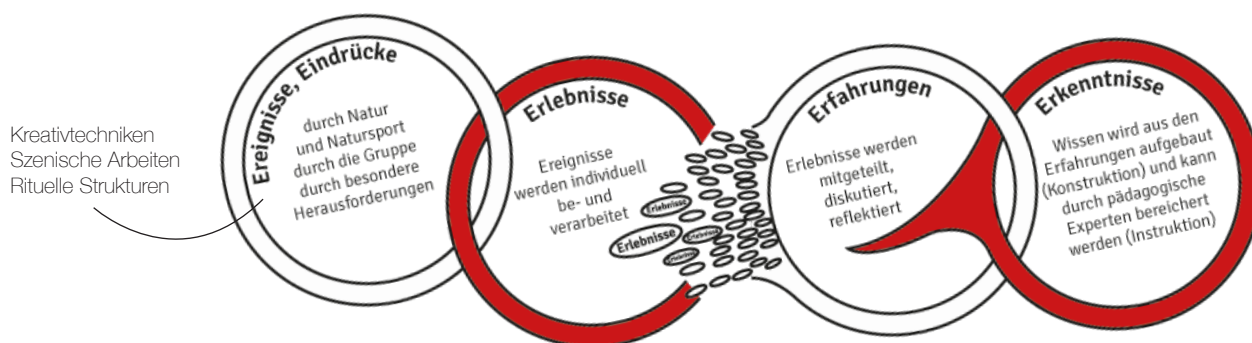 Kreativtechniken
Szenische Arbeiten
Rituelle Strukturen
Ereignisse, Eindrücke
durch Natur
und Natursport
durch die Gruppe
durch besondere
Herausforderungen
Erlebnisse
Ereignisse
werden individuell
be- und
verarbeitet
Erlebnisse
Erlebnisse
Erlebnisse
Erlebnisse
Erfahrungen
Erlebnisse werden
mitgeteilt,
diskutiert,
reflektiert
Erkenntnisse
Wissen wird aus den
Erfahrungen aufgebaut
(Konstruktion) und kann
durch pädagogische
Experten bereichert
werden (Instruktion)